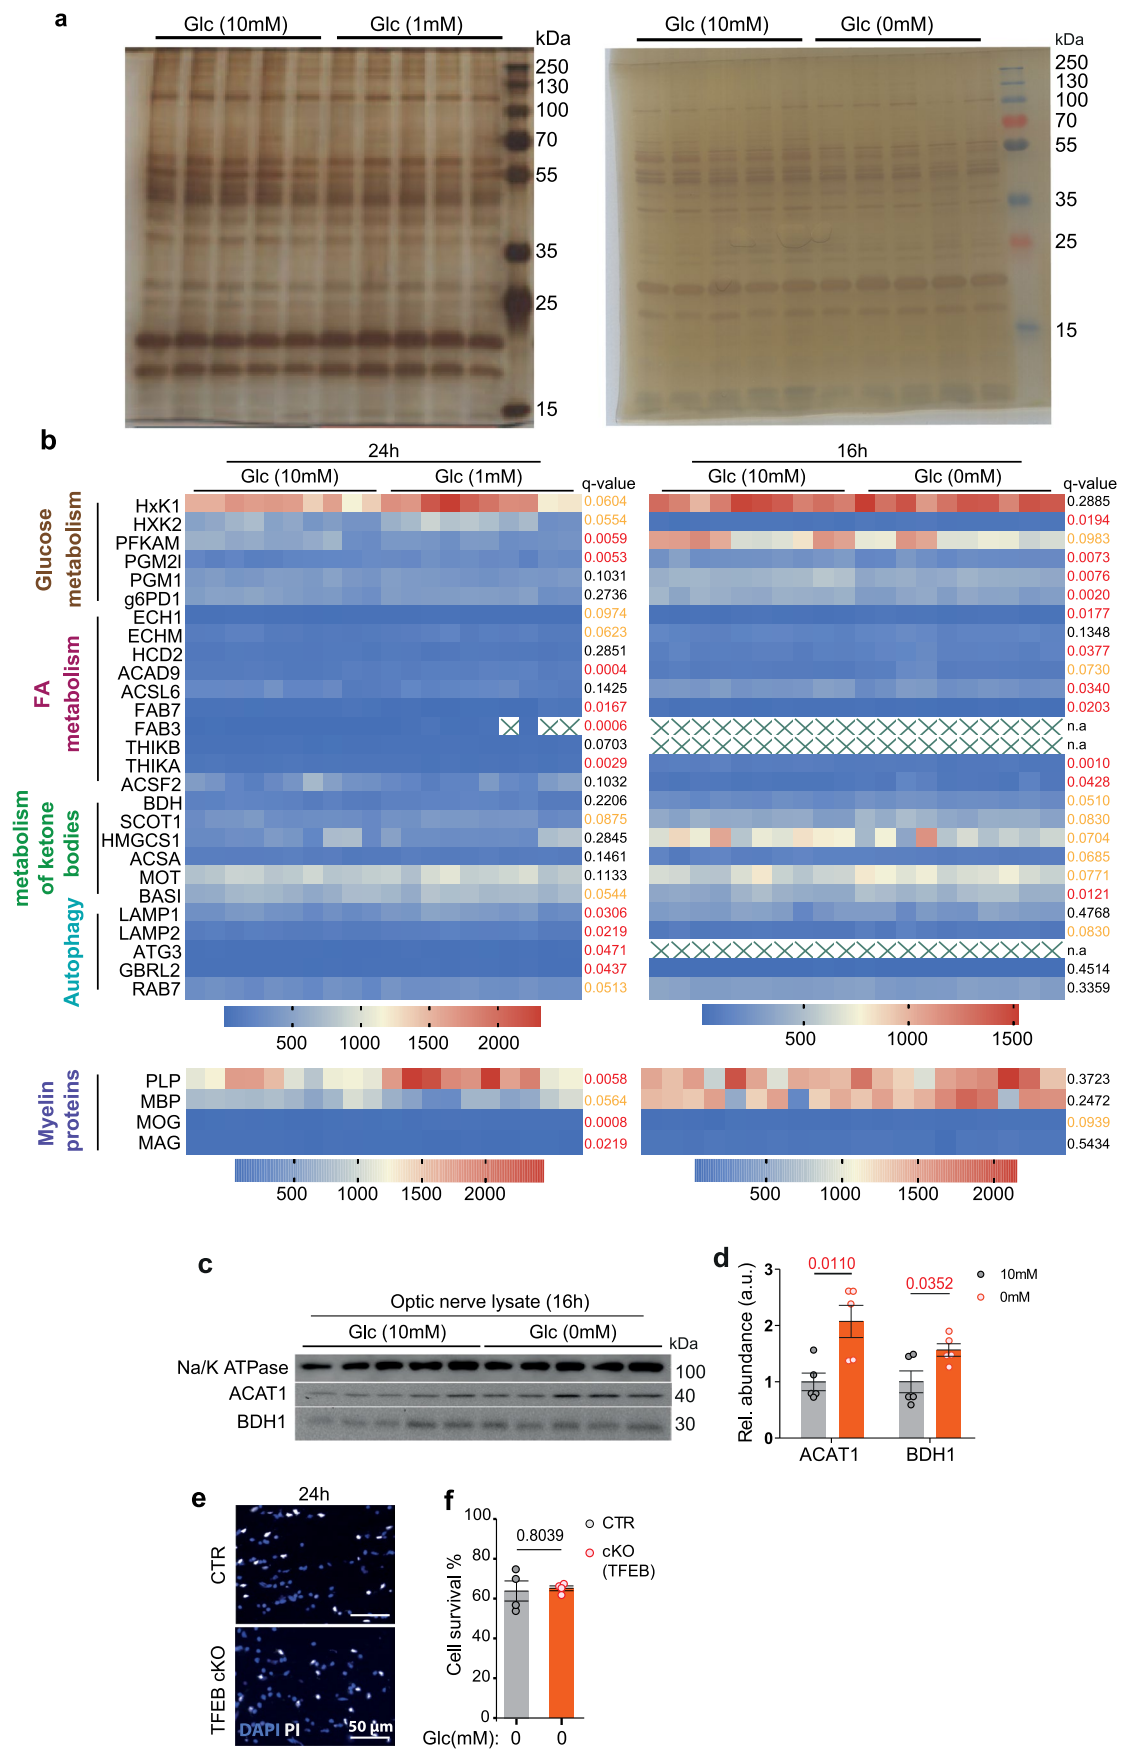 a
Glc (10mM) Glc (1mM)
kDa
250
130
100
70
55
35
25
15
Glc (10mM) Glc (0mM)
kDa
250
130
100
70
55
35
25
15
b
24h
Glc (10mM) Glc (1mM)
q-value
16h
Glc (10mM) Glc (0mM)
q-value
Glucose
metabolism
HxK1 0.0604 0.2885
HXK2 0.0554 0.0194
PFKAM 0.0059 0.0983
PGM2l 0.0053 0.0073
PGM1 0.1031 0.0076
g6PD1 0.2736 0.0020
FA
metabolism
ECH1 0.0974 0.0177
ECHM 0.0623 0.1348
HCD2 0.2851 0.0377
ACAD9 0.0004 0.0730
ACSL6 0.1425 0.0340
FAB7 0.0167 0.0203
FAB3 0.0006 n.a
THIKB 0.0703 n.a
THIKA 0.0029 0.0010
ACSF2 0.1032 0.0428
metabolism
of ketone
bodies
BDH 0.2206 0.0510
SCOT1 0.0875 0.0830
HMGCS1 0.2845 0.0704
ACSA 0.1461 0.0685
MOT 0.1133 0.0771
BASI 0.0544 0.0121
Autophagy
LAMP1 0.0306 0.4768
LAMP2 0.0219 0.0830
ATG3 0.0471 n.a
GBRL2 0.0437 0.4514
RAB7 0.0513 0.3359
500 1000 1500 2000
500 1000 1500
Myelin
proteins
PLP 0.0058 0.3723
MBP 0.0564 0.2472
MOG 0.0008 0.0939
MAG 0.0219 0.5434
500 1000 1500 2000
500 1000 1500 2000
c
Optic nerve lysate (16h)
Glc (10mM) Glc (0mM)
kDa
Na/K ATPase 100
ACAT1 40
BDH1 30
d
Rel. abundance (a.u.)
3
2
1
0
0.0110
0.0352
10mM
0mM
ACAT1 BDH1
e
24h
CTR
TFEB cKO
DAPI PI
50 µm
f
Cell survival %
100
80
60
40
20
0
0.8039
CTR
cKO
(TFEB)
Glc(mM): 0 0